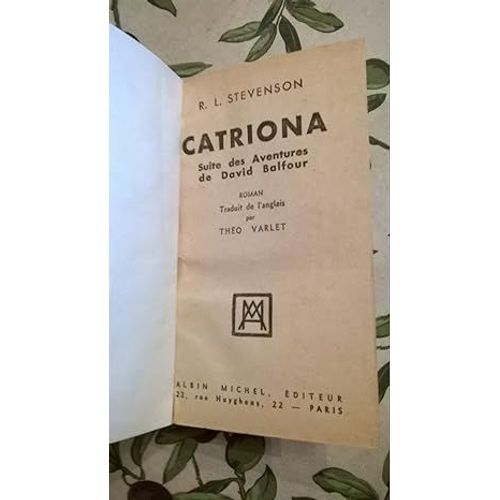 R. L. STEVENSON
CATRIONA
Suite des Aventures
de David Balfour
ROMAN
Traduit de l'anglais
par
THÉO VARLET
AM
ALBIN MICHEL, ÉDITEUR
22, rue Huyghens, 22 — PARIS